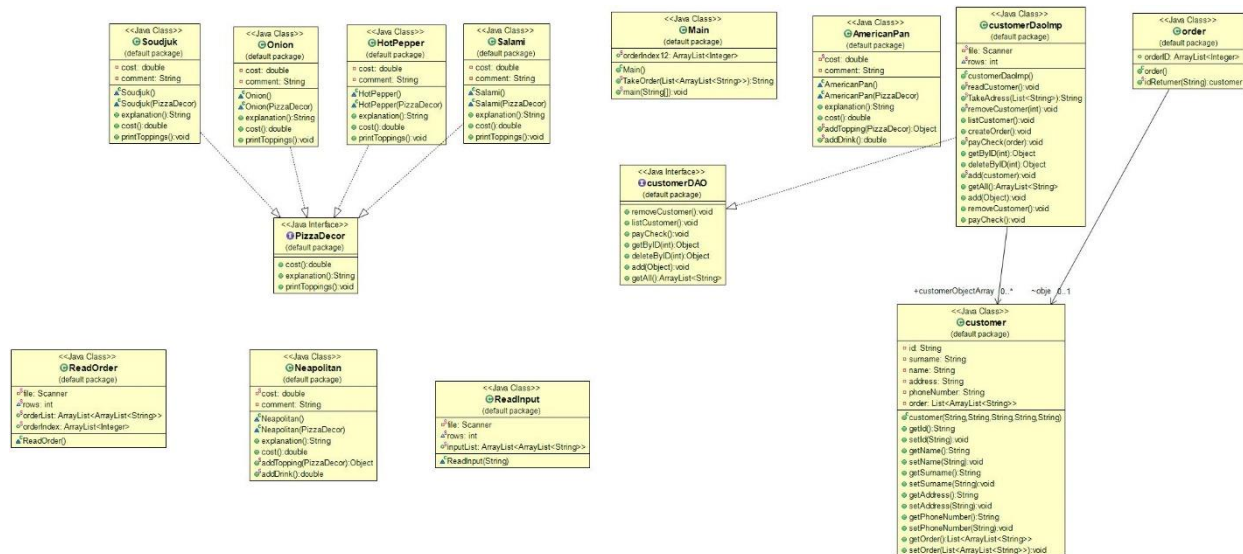 <<Java Class>>
Soudjuk
(default package)
cost: double
comment: String
Soudjuk()
Soudjuk(PizzaDecor)
explanation():String
cost():double
printToppings():void
<<Java Class>>
Onion
(default package)
cost: double
comment: String
Onion()
Onion(PizzaDecor)
explanation():String
cost():double
printToppings():void
<<Java Class>>
HotPepper
(default package)
cost: double
comment: String
HotPepper()
HotPepper(PizzaDecor)
explanation():String
cost():double
printToppings():void
<<Java Class>>
Salami
(default package)
cost: double
comment: String
Salami()
Salami(PizzaDecor)
explanation():String
cost():double
printToppings():void
<<Java Class>>
Main
(default package)
orderIndex12: ArrayList<Integer>
Main()
TakeOrder(List<ArrayList<String>>):String
main(String[]):void
<<Java Class>>
AmericanPan
(default package)
cost: double
comment: String
AmericanPan()
AmericanPan(PizzaDecor)
explanation():String
cost():double
addTopping(PizzaDecor):Object
addDrink():double
<<Java Class>>
customerDaoImp
(default package)
file: Scanner
rows: int
customerDaoImp()
readCustomer():void
TakeAdress(List<String>):String
removeCustomer(int):void
listCustomer():void
createOrder():void
payCheck(order):void
getByID(int):Object
deleteByID(int):Object
add(customer):void
getAll():ArrayList<String>
add(Object):void
removeCustomer():void
payCheck():void
<<Java Class>>
order
(default package)
orderID: ArrayList<Integer>
order()
idReturner(String):customer
<<Java Interface>>
PizzaDecor
(default package)
cost():double
explanation():String
printToppings():void
<<Java Interface>>
customerDAO
(default package)
removeCustomer():void
listCustomer():void
payCheck():void
getByID(int):Object
deleteByID(int):Object
add(Object):void
getAll():ArrayList<String>
+customerObjectArray 0..*
~obje 0..1
<<Java Class>>
customer
(default package)
id: String
surname: String
name: String
address: String
phoneNumber: String
order: List<ArrayList<String>>
customer(String,String,String,String,String)
getId():String
setId(String):void
getName():String
setName(String):void
getSurname():String
setSurname(String):void
getAddress():String
setAddress(String):void
getPhoneNumber():String
setPhoneNumber(String):void
getOrder():List<ArrayList<String>>
setOrder(List<ArrayList<String>>):void
<<Java Class>>
ReadOrder
(default package)
file: Scanner
rows: int
orderList: ArrayList<ArrayList<String>>
orderIndex: ArrayList<Integer>
ReadOrder()
<<Java Class>>
Neapolitan
(default package)
cost: double
comment: String
Neapolitan()
Neapolitan(PizzaDecor)
explanation():String
cost():double
addTopping(PizzaDecor):Object
addDrink():double
<<Java Class>>
ReadInput
(default package)
file: Scanner
rows: int
inputList: ArrayList<ArrayList<String>>
ReadInput(String)